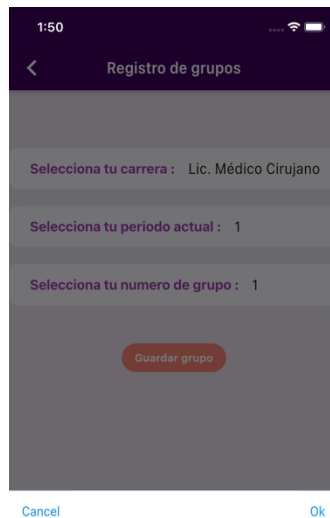 1:50
Registro de grupos
Selecciona tu carrera : Lic. Médico Cirujano
Selecciona tu periodo actual : 1
Selecciona tu numero de grupo : 1
Guardar grupo
Cancel Ok